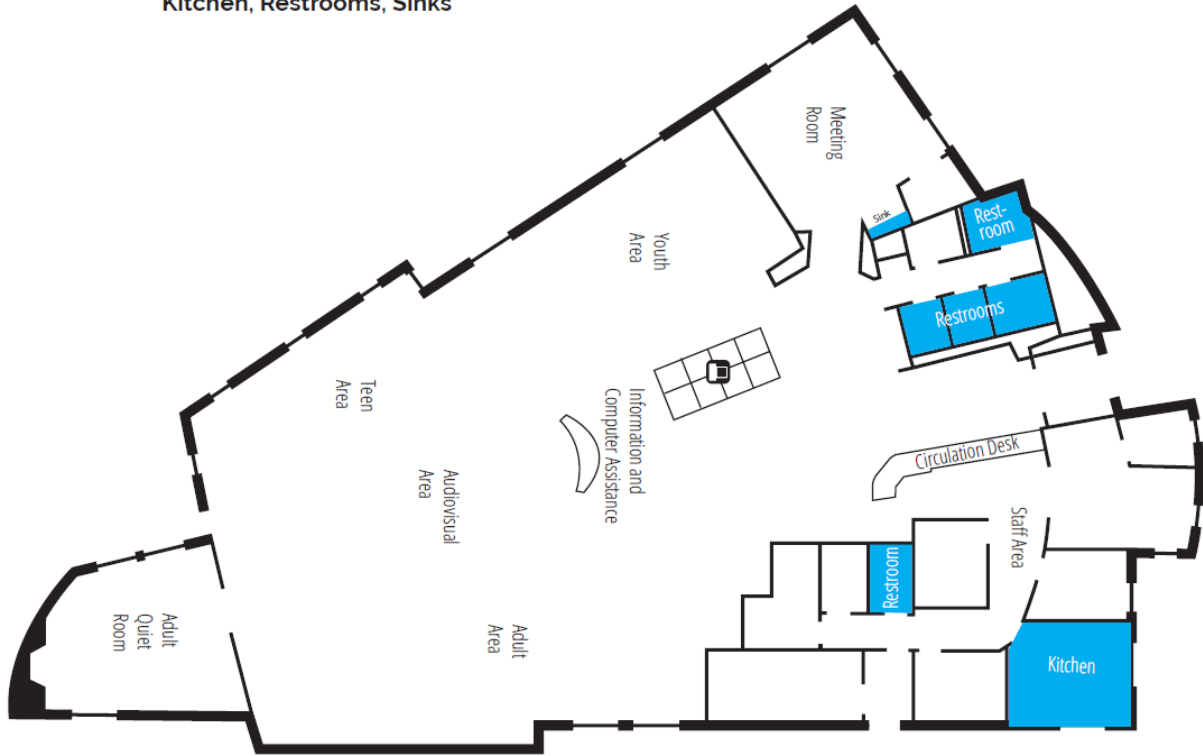 Kitchen, Restrooms, Sinks
Meeting
Room
Sink
Rest-
room
Youth
Area
Restrooms
Teen
Area
Information and
Computer Assistance
Circulation Desk
Audiovisual
Area
Staff Area
Restroom
Adult
Quiet
Room
Adult
Area
Kitchen